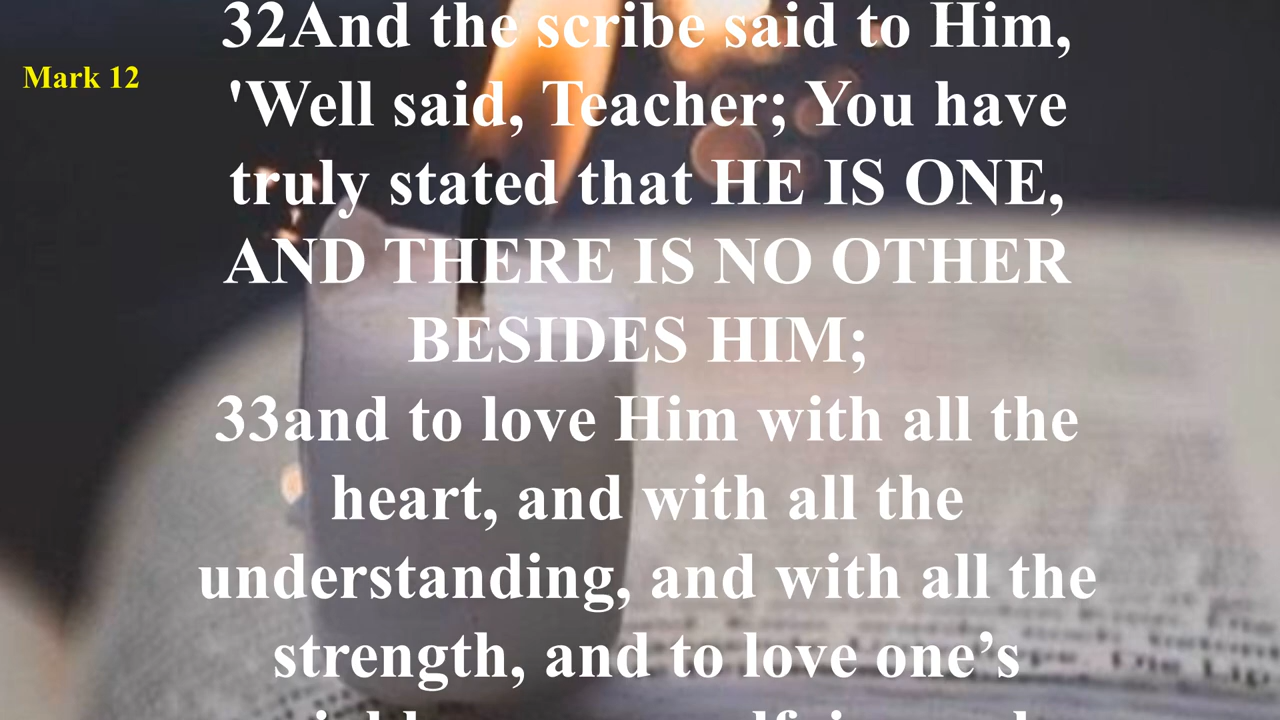 32And the scribe said to Him,
Mark 12
'Well said, Teacher; You have
truly stated that HE IS ONE,
AND THERE IS NO OTHER
BESIDES HIM;
33and to love Him with all the
heart, and with all the
understanding, and with all the
strength, and to love one’s